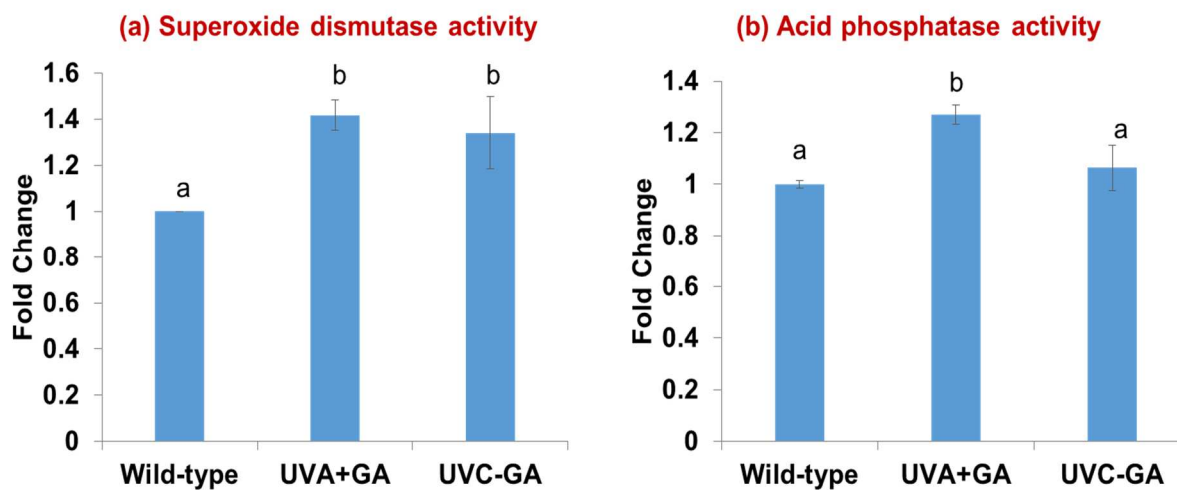 (a) Superoxide dismutase activity
1.6
1.4
1.2
1
0.8
0.6
0.4
0.2
0
Fold Change
a
b
b
Wild-type UVA+GA UVC-GA
(b) Acid phosphatase activity
1.4
1.2
1
0.8
0.6
0.4
0.2
0
Fold Change
a
b
a
Wild-type UVA+GA UVC-GA